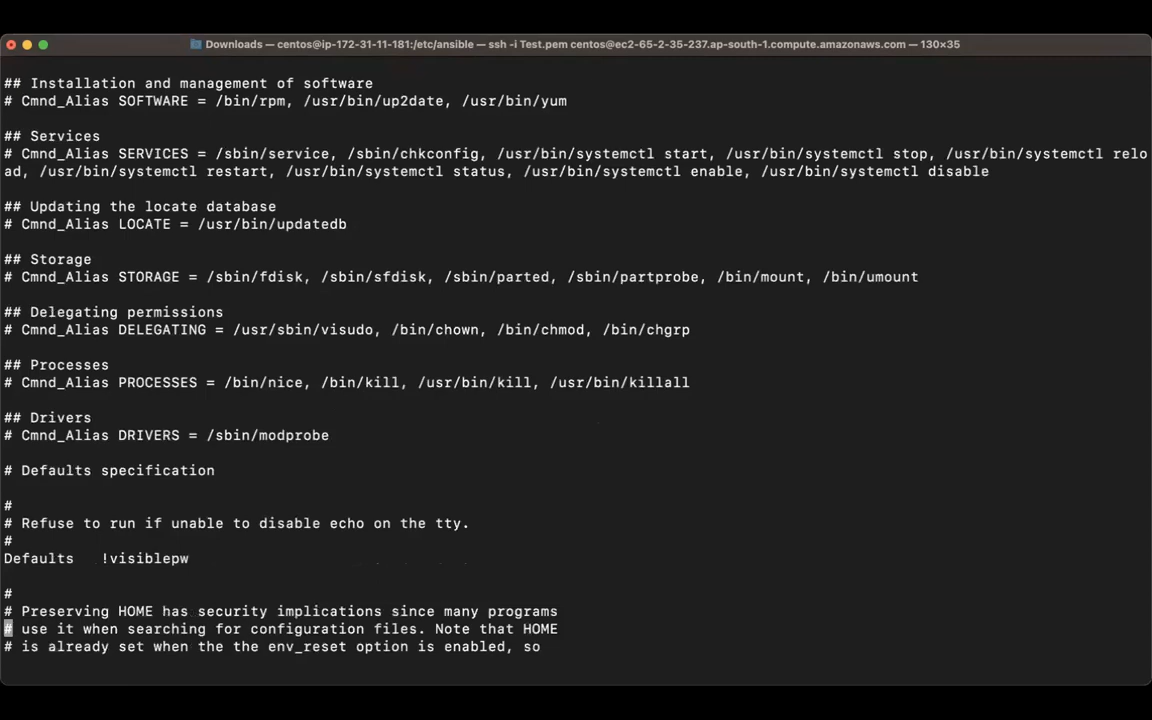 Downloads — centos@ip-172-31-11-181:/etc/ansible — ssh -i Test.pem centos@ec2-65-2-35-237.ap-south-1.compute.amazonaws.com — 130×35
## Installation and management of software
# Cmnd_Alias SOFTWARE = /bin/rpm, /usr/bin/up2date, /usr/bin/yum
## Services
# Cmnd_Alias SERVICES = /sbin/service, /sbin/chkconfig, /usr/bin/systemctl start, /usr/bin/systemctl stop, /usr/bin/systemctl relo
ad, /usr/bin/systemctl restart, /usr/bin/systemctl status, /usr/bin/systemctl enable, /usr/bin/systemctl disable
## Updating the locate database
# Cmnd_Alias LOCATE = /usr/bin/updatedb
## Storage
# Cmnd_Alias STORAGE = /sbin/fdisk, /sbin/sfdisk, /sbin/parted, /sbin/partprobe, /bin/mount, /bin/umount
## Delegating permissions
# Cmnd_Alias DELEGATING = /usr/sbin/visudo, /bin/chown, /bin/chmod, /bin/chgrp
## Processes
# Cmnd_Alias PROCESSES = /bin/nice, /bin/kill, /usr/bin/kill, /usr/bin/killall
## Drivers
# Cmnd_Alias DRIVERS = /sbin/modprobe
# Defaults specification
#
# Refuse to run if unable to disable echo on the tty.
#
Defaults   !visiblepw
#
# Preserving HOME has security implications since many programs
# use it when searching for configuration files. Note that HOME
# is already set when the the env_reset option is enabled, so